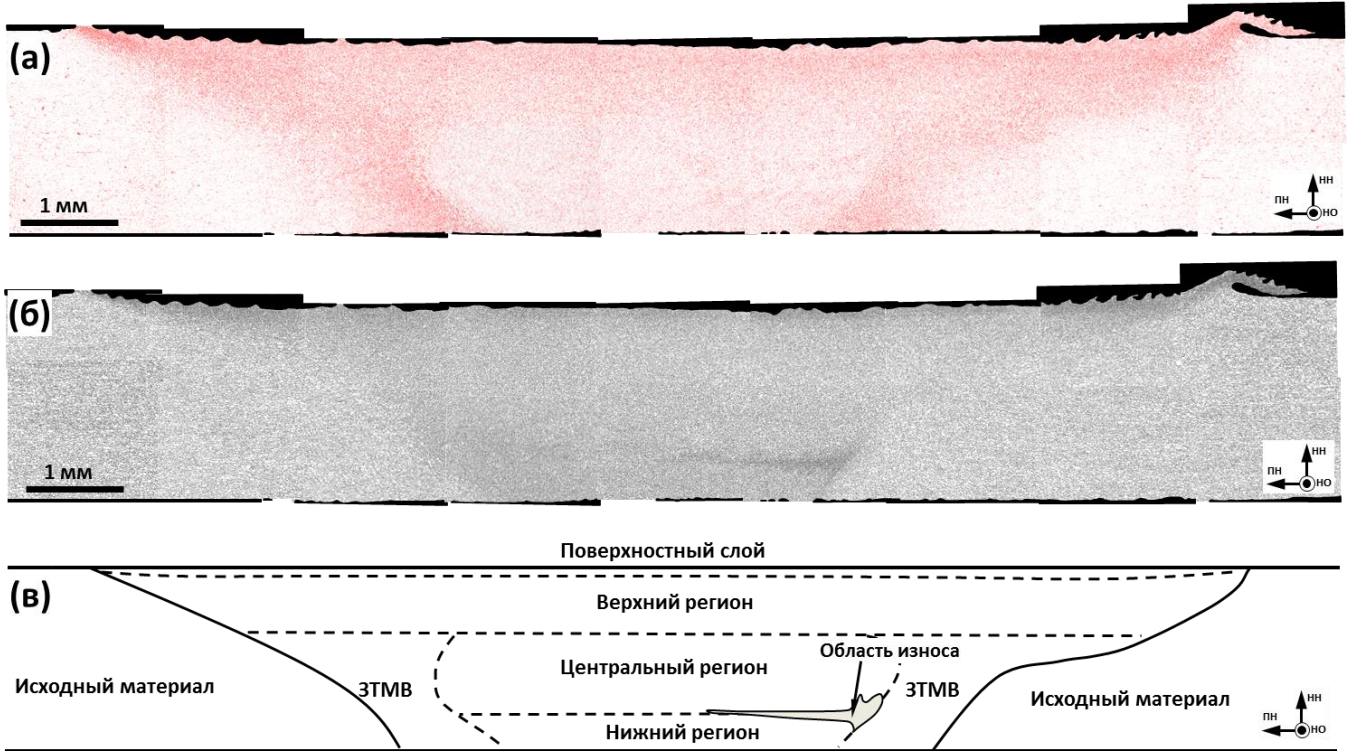 (а)
1 мм
НН
ПН
НО
(б)
1 мм
НН
ПН
НО
Поверхностный слой
(в)
Верхний регион
Область износа
Центральный регион
Исходный материал
ЗТМВ
ЗТМВ
Исходный материал
НН
ПН
НО
Нижний регион